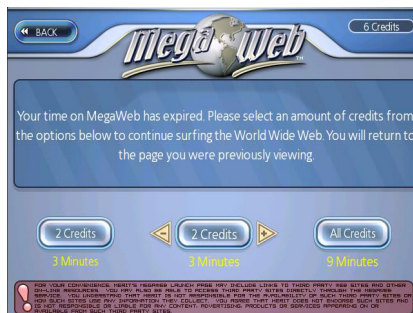 BACK
6 Credits
Mega Web
TM
Your time on MegaWeb has expired. Please select an amount of credits from
the options below to continue surfing the World Wide Web. You will return to
the page you were previously viewing.
2 Credits
2 Credits
All Credits
3 Minutes
3 Minutes
9 Minutes
FOR YOUR CONVENIENCE, MERIT'S MEGAWEB LAUNCH PAGE MAY INCLUDE LINKS TO THIRD PARTY WEB SITES AND OTHER
ON-LINE RESOURCES. YOU MAY ALSO BE ABLE TO ACCESS THIRD PARTY SITES DIRECTLY THROUGH THE MEGAWEB
SERVICE. YOU UNDERSTAND THAT MERIT IS NOT RESPONSIBLE FOR THE AVAILABILITY OF SUCH THIRD PARTY SITES OR
HOW SUCH SITES USE ANY INFORMATION THEY COLLECT. YOU AGREE THAT MERIT DOES NOT ENDORSE SUCH SITES AND
IS NOT RESPONSIBLE OR LIABLE FOR ANY CONTENT, ADVERTISING, PRODUCTS OR SERVICES APPEARING ON OR
AVAILABLE FROM SUCH THIRD PARTY SITES.